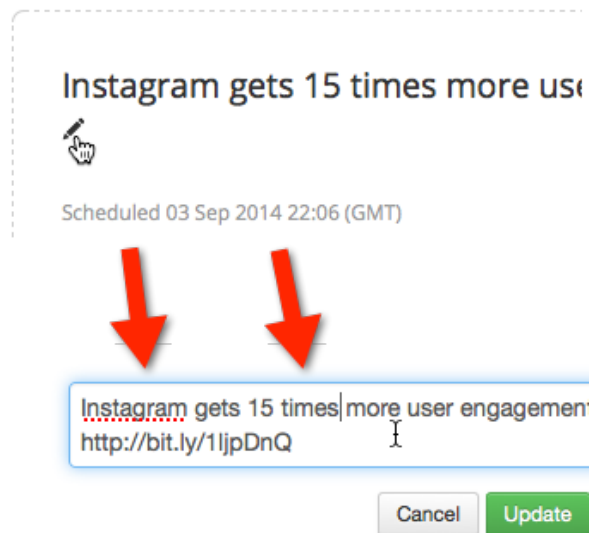 Instagram gets 15 times more use
Scheduled 03 Sep 2014 22:06 (GMT)
Instagram gets 15 times more user engagement
http://bit.ly/1ljpDnQ
Cancel Update